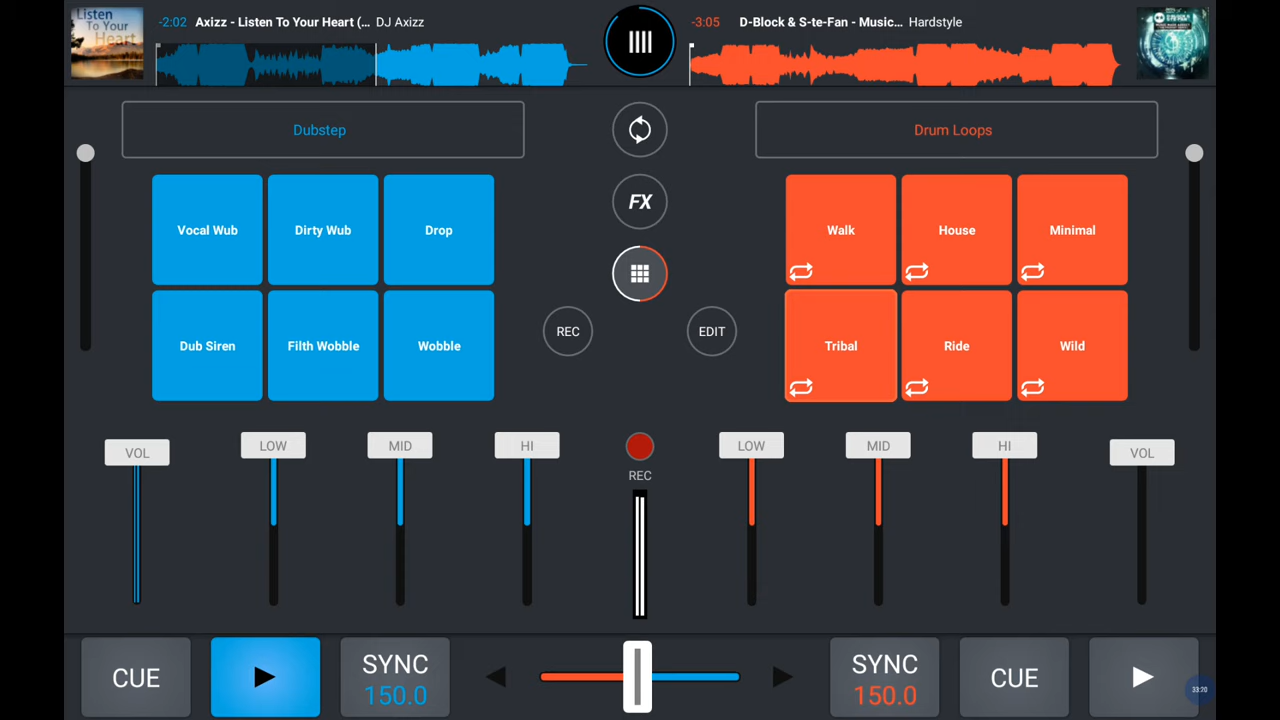 Listen To
Your Heart
-2:02 Axizz - Listen To Your Heart (... DJ Axizz
-3:05 D-Block & S-te-Fan - Music... Hardstyle
Dubstep
Drum Loops
FX
Vocal Wub
Dirty Wub
Drop
Dub Siren
Filth Wobble
Wobble
Walk
House
Minimal
Tribal
Ride
Wild
REC
EDIT
VOL
LOW
MID
HI
REC
LOW
MID
HI
VOL
CUE
SYNC
150.0
SYNC
150.0
CUE
33:20